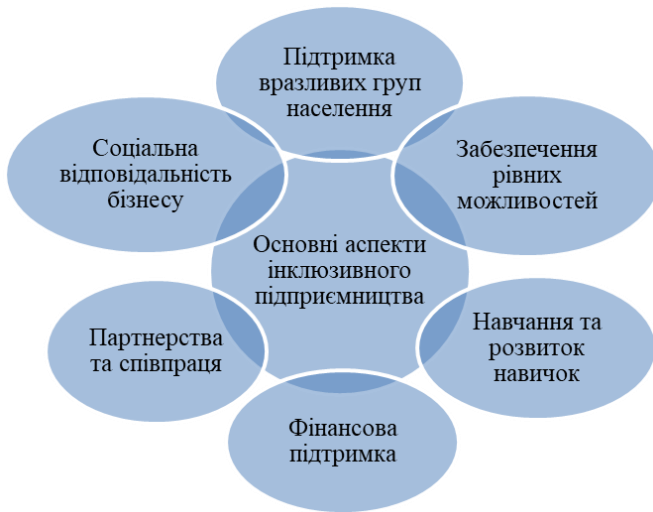 Підтримка
вразливих груп
населення
Забезпечення
рівних
можливостей
Навчання та
розвиток
навичок
Фінансова
підтримка
Партнерства
та співпраця
Соціальна
відповідальність
бізнесу
Основні аспекти
інклюзивного
підприємництва